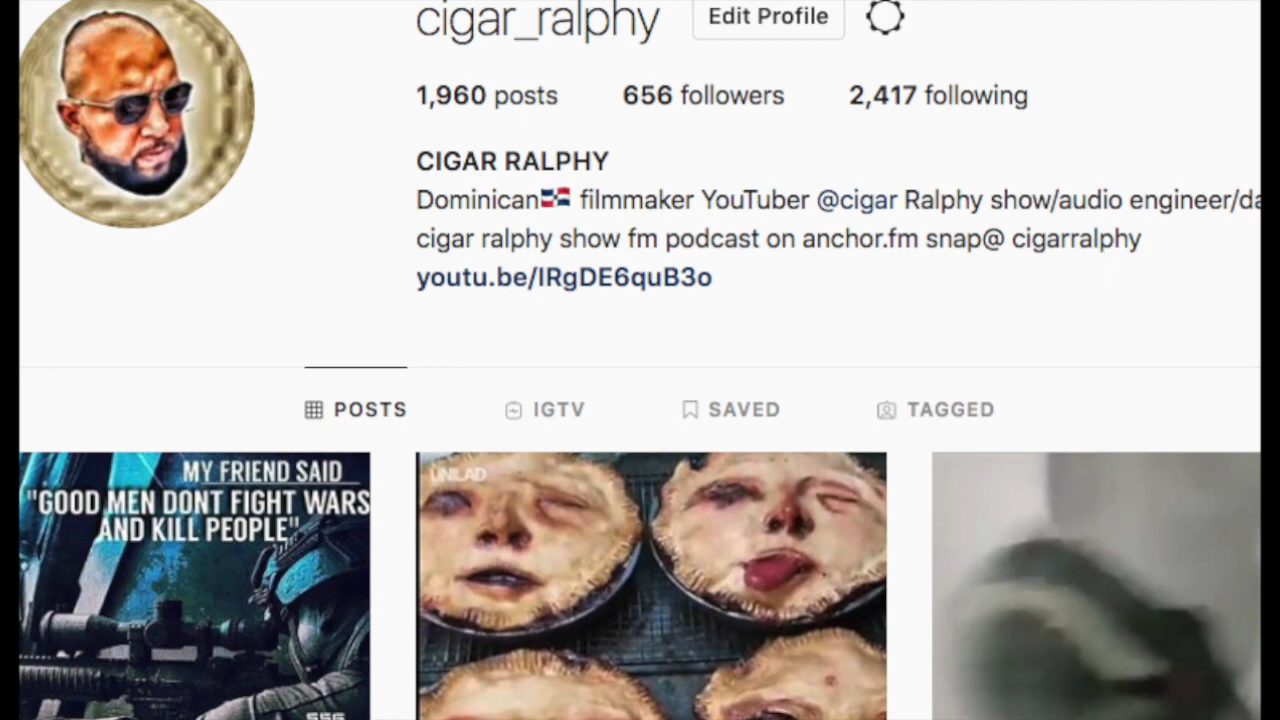 cigar_ralphy Edit Profile
1,960 posts 656 followers 2,417 following
CIGAR RALPHY
Dominican🇩🇴 filmmaker YouTuber @cigar Ralphy show/audio engineer/da
cigar ralphy show fm podcast on anchor.fm snap@ cigarralphy
youtu.be/IRgDE6quB3o
POSTS IGTV SAVED TAGGED
MY FRIEND SAID
"GOOD MEN DONT FIGHT WARS
AND KILL PEOPLE"
UNILAD